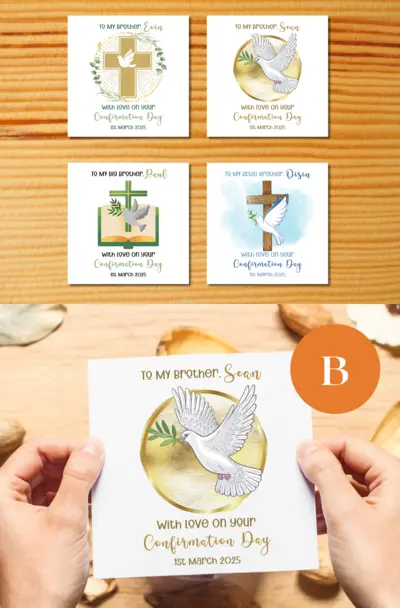 To My Brother, Eoin
With love on your
Confirmation Day
1st March 2025
To My Brother, Sean
With love on your
Confirmation Day
1st March 2025
To My Big Brother, Paul
With love on your
Confirmation Day
1st March 2025
To My Little Brother, Oisin
With love on your
Confirmation Day
1st March 2025
B
To My Brother, Sean
With love on your
Confirmation Day
1st March 2025